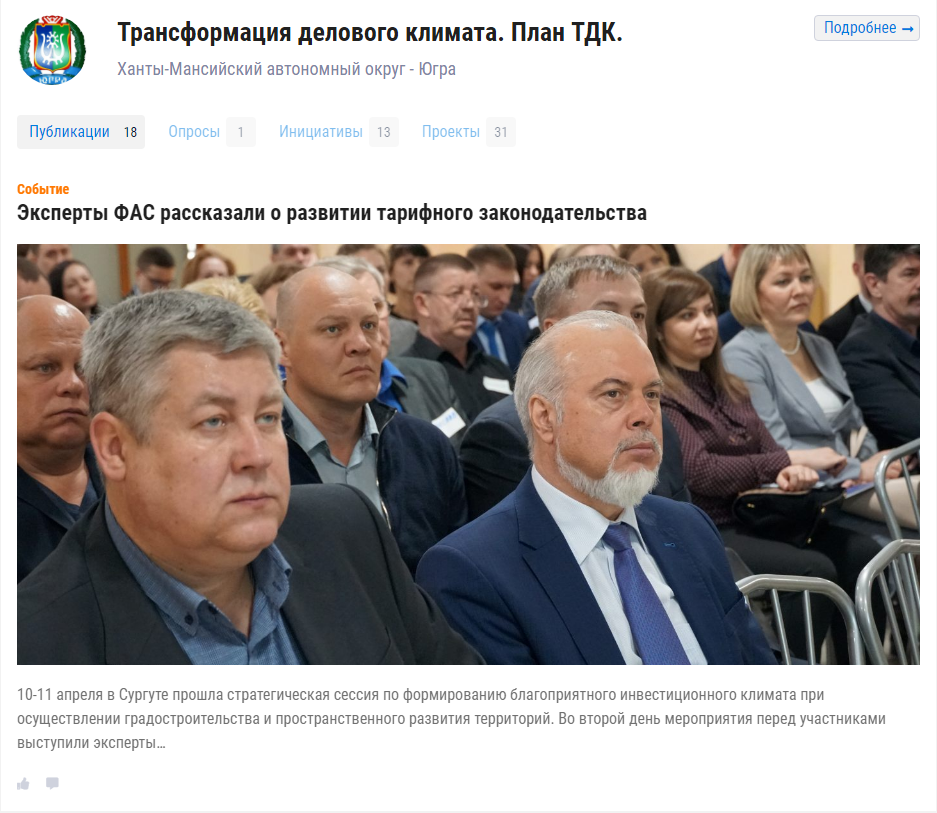 Трансформация делового климата. План ТДК.
Подробнее →
Ханты-Мансийский автономный округ - Югра
Публикации 18 Опросы 1 Инициативы 13 Проекты 31
Событие
Эксперты ФАС рассказали о развитии тарифного законодательства
10-11 апреля в Сургуте прошла стратегическая сессия по формированию благоприятного инвестиционного климата при
осуществлении градостроительства и пространственного развития территорий. Во второй день мероприятия перед участниками
выступили эксперты…